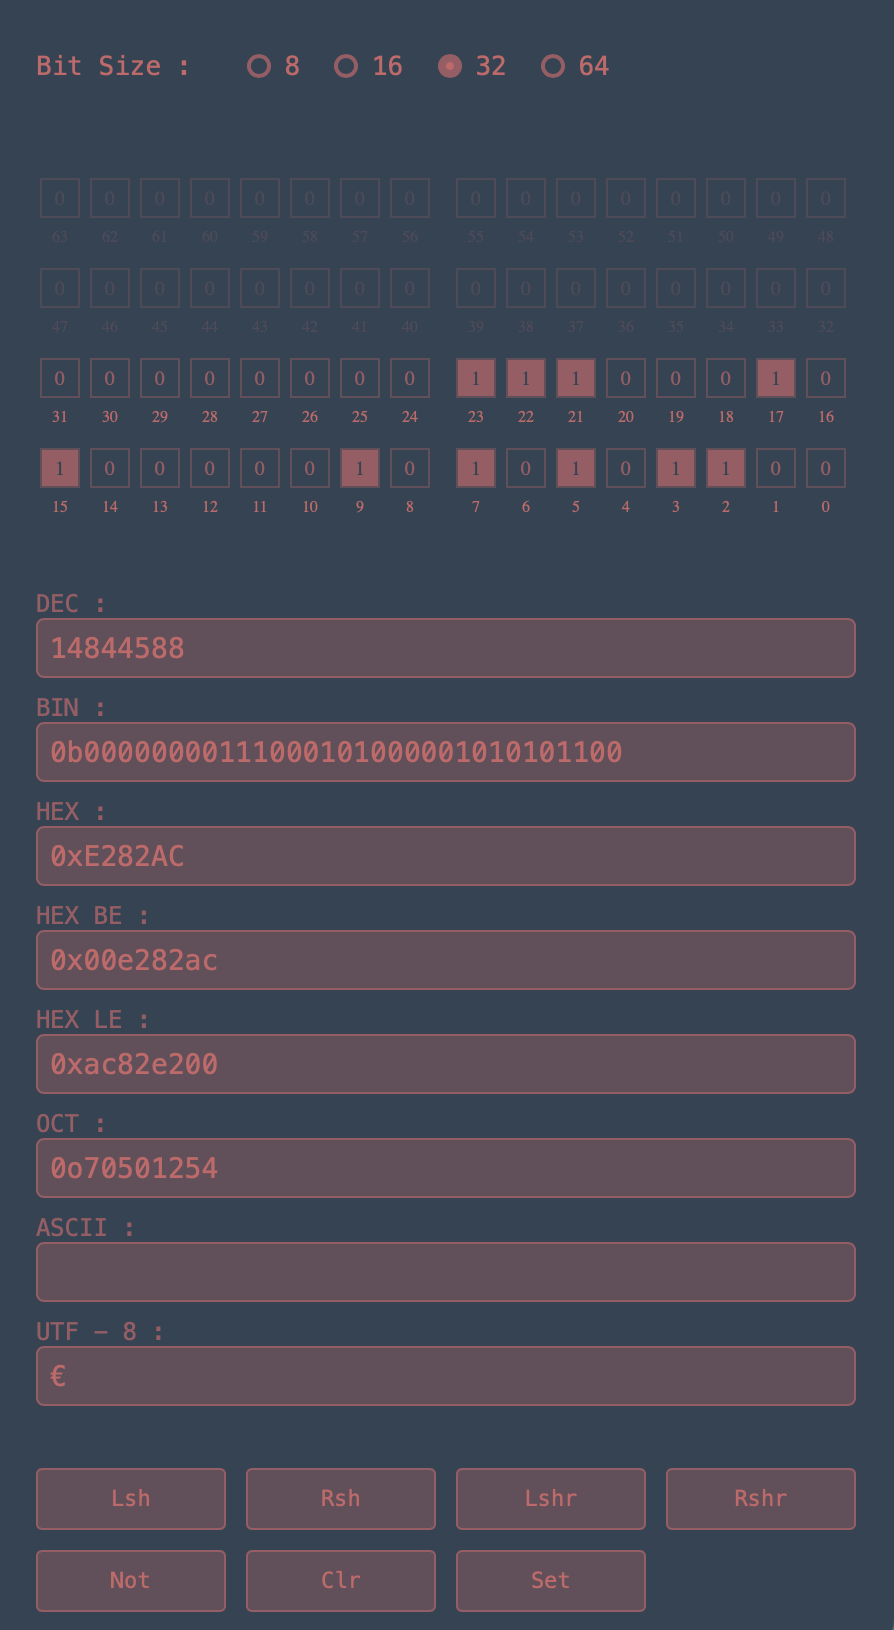 Bit Size : 8 16 32 64
0 0 0 0 0 0 0 0 0 0 0 0 0 0 0 0
63 62 61 60 59 58 57 56 55 54 53 52 51 50 49 48
0 0 0 0 0 0 0 0 0 0 0 0 0 0 0 0
47 46 45 44 43 42 41 40 39 38 37 36 35 34 33 32
0 0 0 0 0 0 0 0 1 1 1 0 0 0 1 0
31 30 29 28 27 26 25 24 23 22 21 20 19 18 17 16
1 0 0 0 0 0 1 0 1 0 1 0 1 1 0 0
15 14 13 12 11 10 9 8 7 6 5 4 3 2 1 0
DEC :
14844588
BIN :
0b00000000111000101000001010101100
HEX :
0xE282AC
HEX BE :
0x00e282ac
HEX LE :
0xac82e200
OCT :
0o70501254
ASCII :
UTF – 8 :
€
Lsh Rsh Lshr Rshr
Not Clr Set